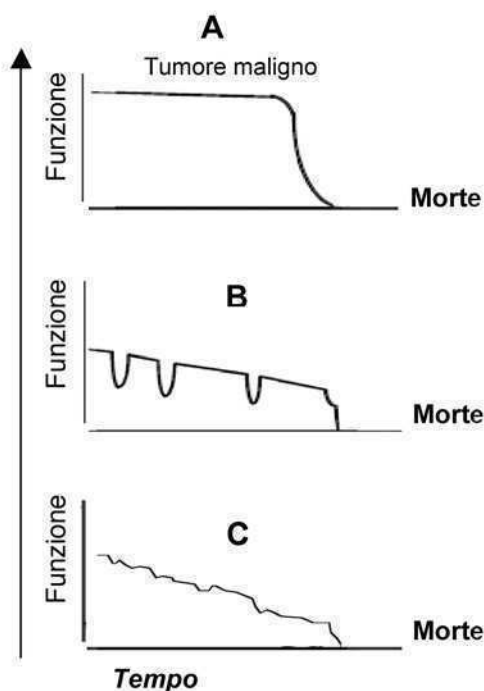 A
Tumore maligno
Funzione
Morte
B
Funzione
Morte
C
Funzione
Morte
Tempo